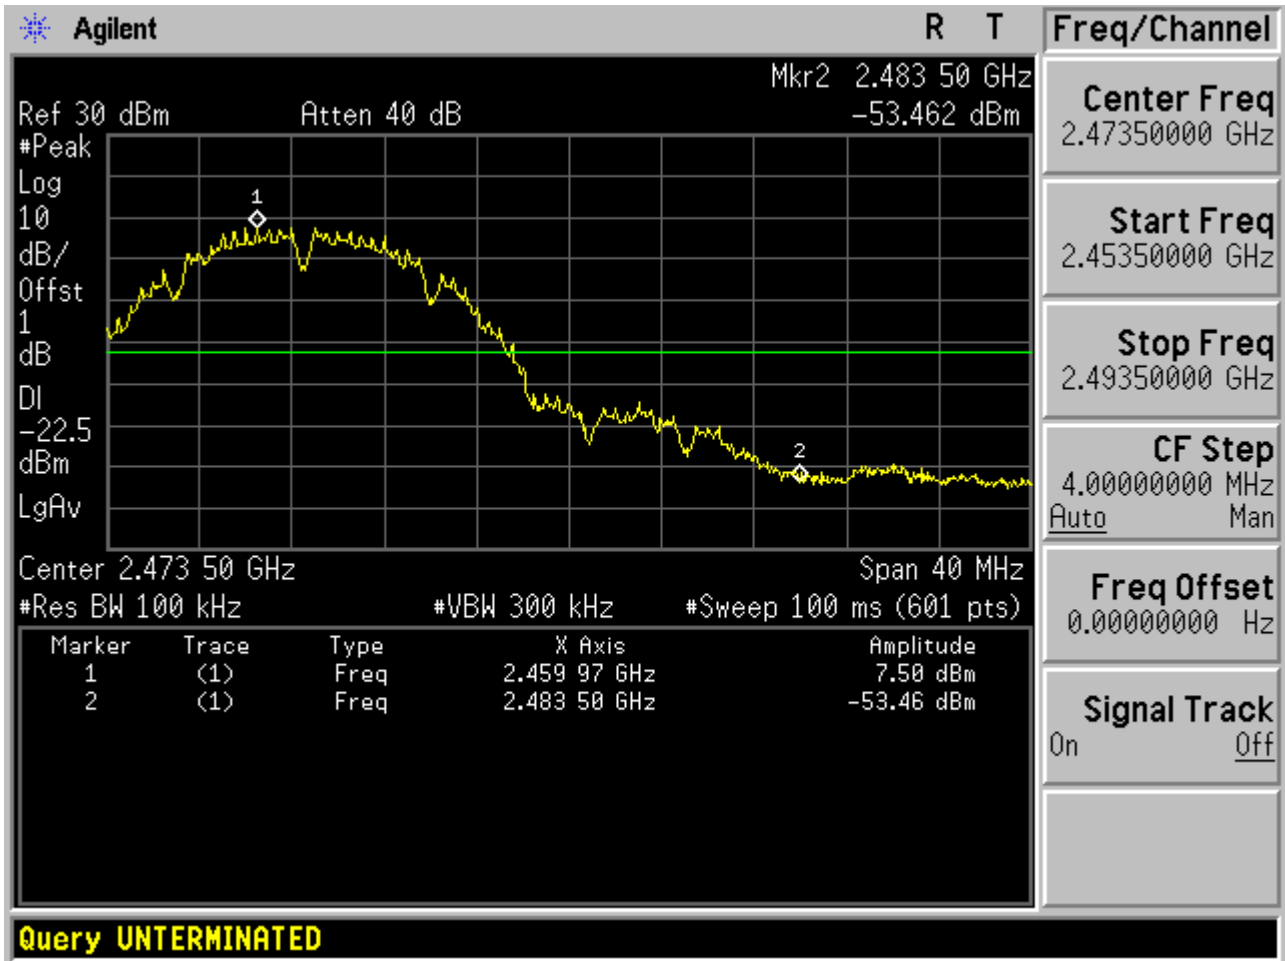 Agilent R T
Freq/Channel
Mkr2 2.483 50 GHz
Ref 30 dBm Atten 40 dB -53.462 dBm
#Peak
Log
10
dB/
Offst
1
dB
DI
-22.5
dBm
LgAv
1
2
Center 2.473 50 GHz Span 40 MHz
#Res BW 100 kHz #VBW 300 kHz #Sweep 100 ms (601 pts)
Marker Trace Type X Axis Amplitude
1 (1) Freq 2.459 97 GHz 7.50 dBm
2 (1) Freq 2.483 50 GHz -53.46 dBm
Center Freq
2.47350000 GHz
Start Freq
2.45350000 GHz
Stop Freq
2.49350000 GHz
CF Step
4.00000000 MHz
Auto Man
Freq Offset
0.00000000 Hz
Signal Track
On Off
Query UNTERMINATED